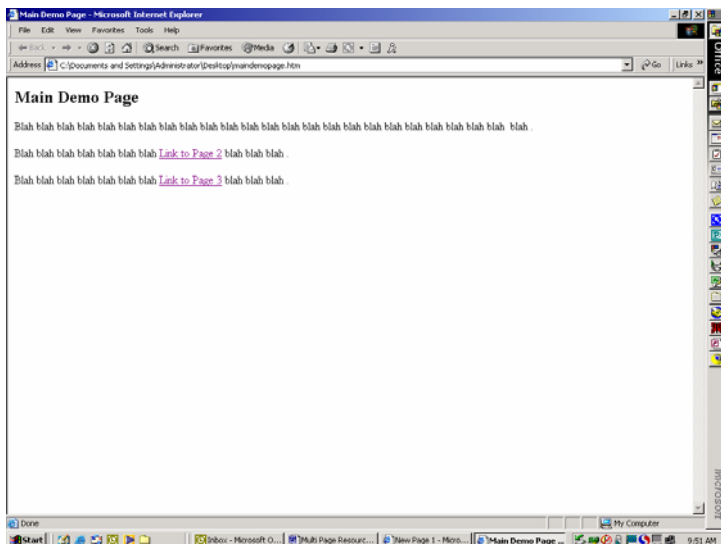 Main Demo Page - Microsoft Internet Explorer
File Edit View Favorites Tools Help
Back Search Favorites Media
Address C:\Documents and Settings\Administrator\Desktop\maindemopage.htm Go Links »
Office
Main Demo Page
Blah blah blah blah blah blah blah blah blah blah blah blah blah blah blah blah blah blah blah blah blah blah blah blah blah .
Blah blah blah blah blah blah blah Link to Page 2 blah blah blah .
Blah blah blah blah blah blah blah Link to Page 3 blah blah blah .
Microsoft
Done My Computer
Start Inbox - Microsoft O... Multi Page Resourc... New Page 1 - Micro... Main Demo Page ... 9:51 AM